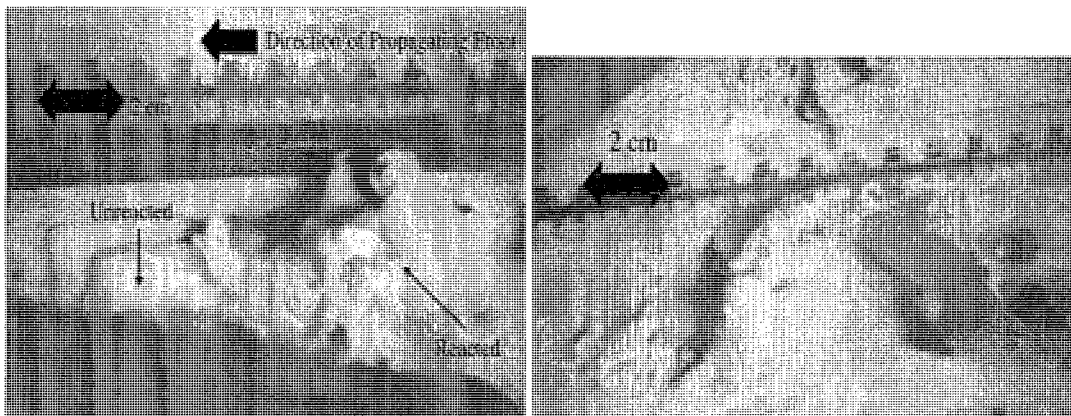 Direction of Propagating Front
2 cm
Unreacted
Reacted
2 cm